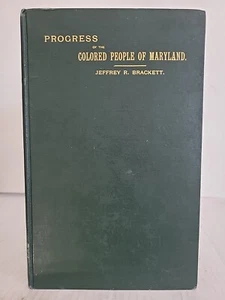 PROGRESS
OF THE
COLORED PEOPLE OF MARYLAND.
JEFFREY R. BRACKETT.